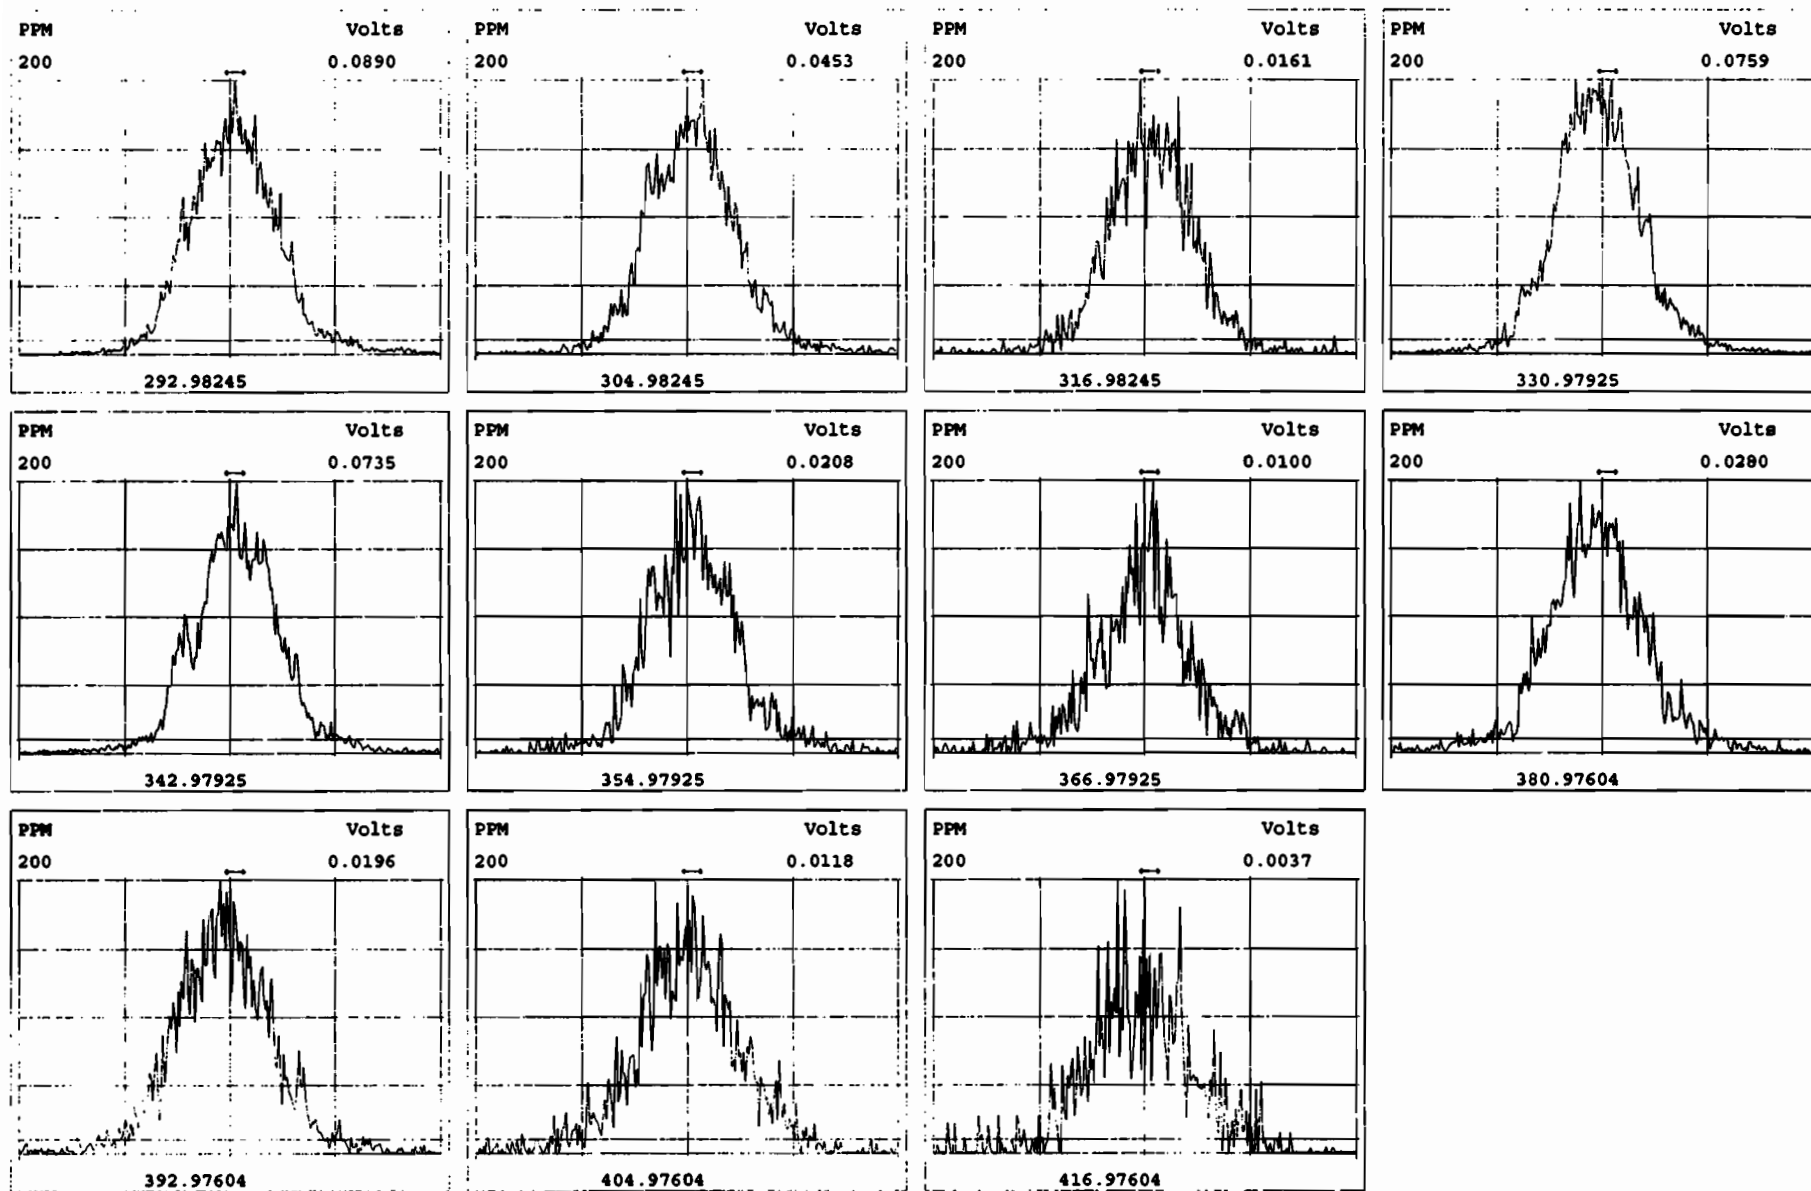 PPM Volts
200 0.0890
292.98245
PPM Volts
200 0.0453
304.98245
PPM Volts
200 0.0161
316.98245
PPM Volts
200 0.0759
330.97925
PPM Volts
200 0.0735
342.97925
PPM Volts
200 0.0208
354.97925
PPM Volts
200 0.0100
366.97925
PPM Volts
200 0.0280
380.97604
PPM Volts
200 0.0196
392.97604
PPM Volts
200 0.0118
404.97604
PPM Volts
200 0.0037
416.97604